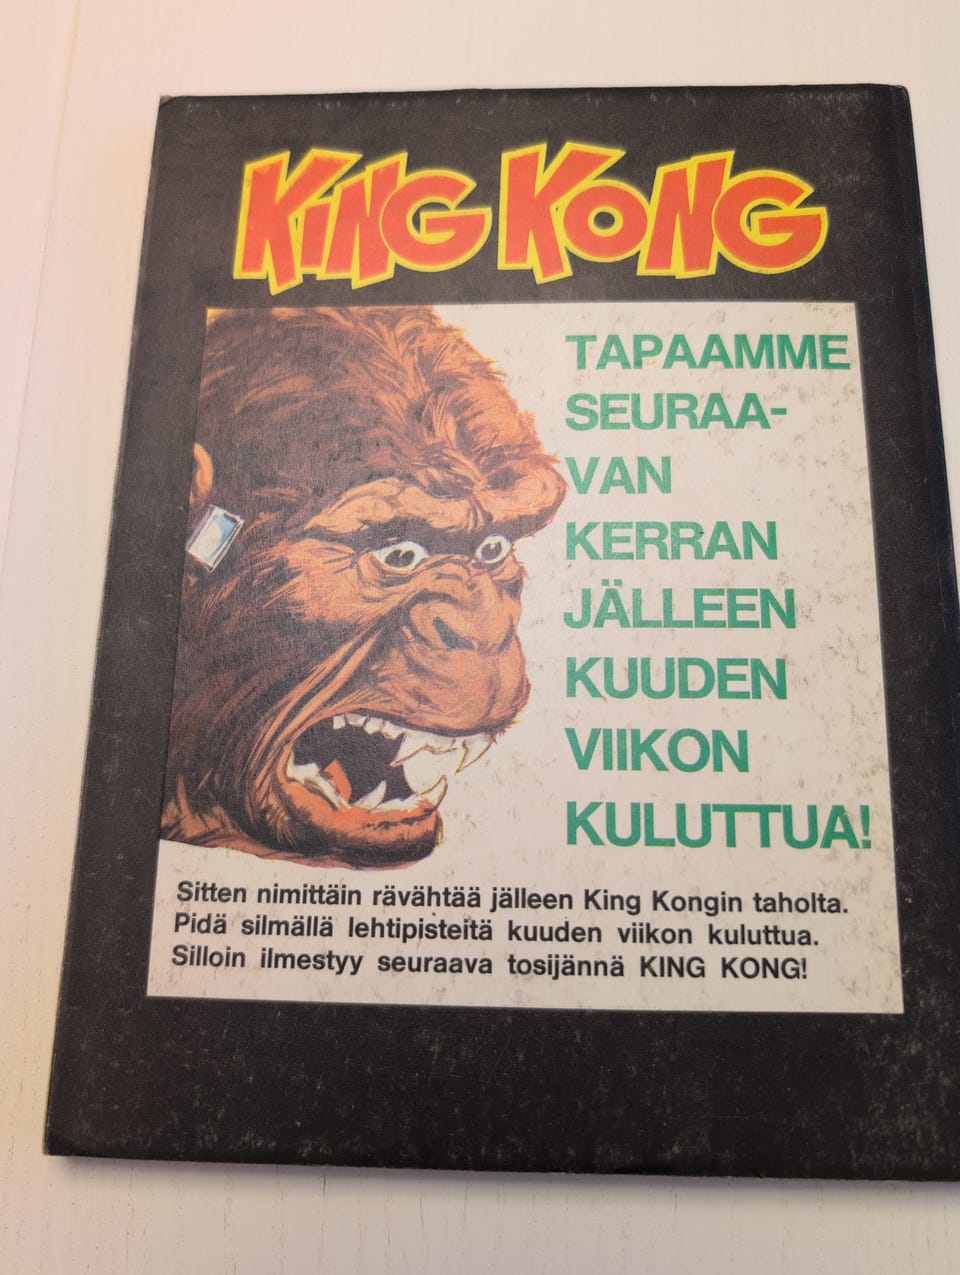 KING KONG
TAPAAMME
SEURAA-
VAN
KERRAN
JÄLLEEN
KUUDEN
VIIKON
KULUTTUA!
Sitten nimittäin rävähtää jälleen King Kongin taholta.
Pidä silmällä lehtipisteitä kuuden viikon kuluttua.
Silloin ilmestyy seuraava tosijännä KING KONG!